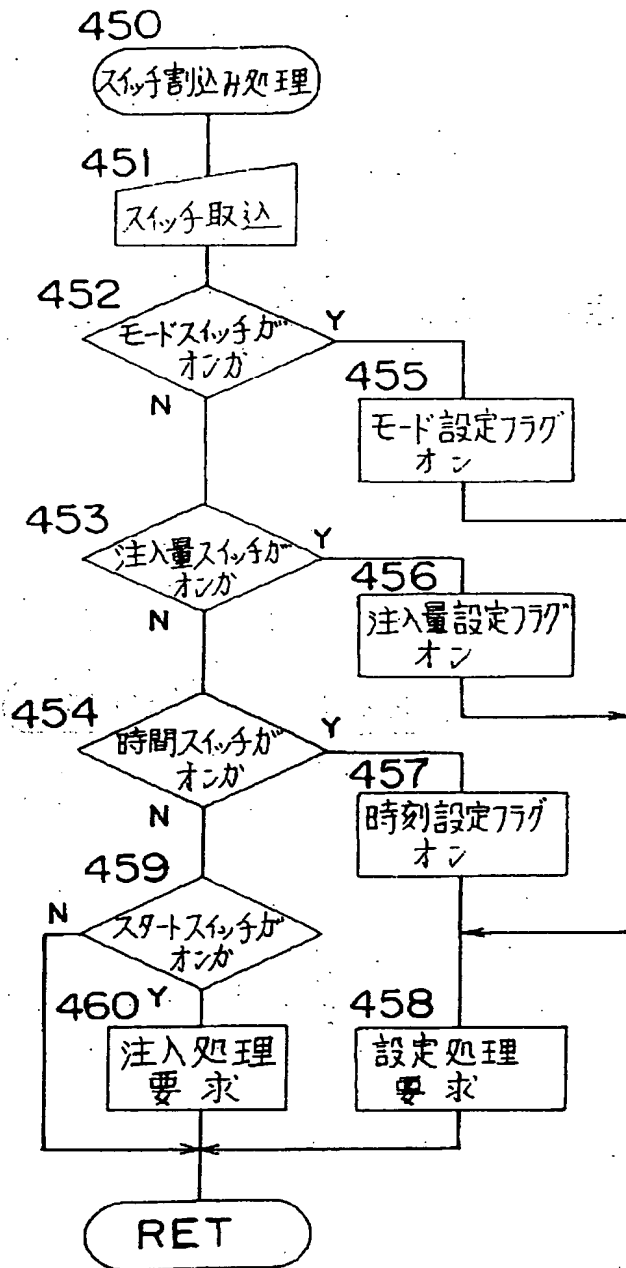 450
スイッチ割込み処理
451
スイッチ取込
452
モードスイッチが
オンか
Y
N
455
モード設定フラグ
オン
453
注入量スイッチが
オンか
Y
N
456
注入量設定フラグ
オン
454
時間スイッチが
オンか
Y
N
457
時刻設定フラグ
オン
459
N
スタートスイッチが
オンか
Y
460
注入処理
要求
458
設定処理
要求
RET